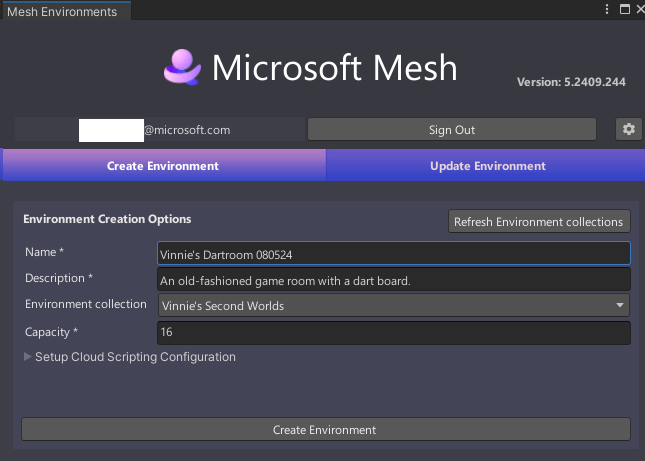 Mesh Environments
Microsoft Mesh
Version: 5.2409.244
@microsoft.com
Sign Out
Create Environment
Update Environment
Environment Creation Options
Refresh Environment collections
Name *
Vinnie's Dartroom 080524
Description *
An old-fashioned game room with a dart board.
Environment collection
Vinnie's Second Worlds
Capacity *
16
Setup Cloud Scripting Configuration
Create Environment